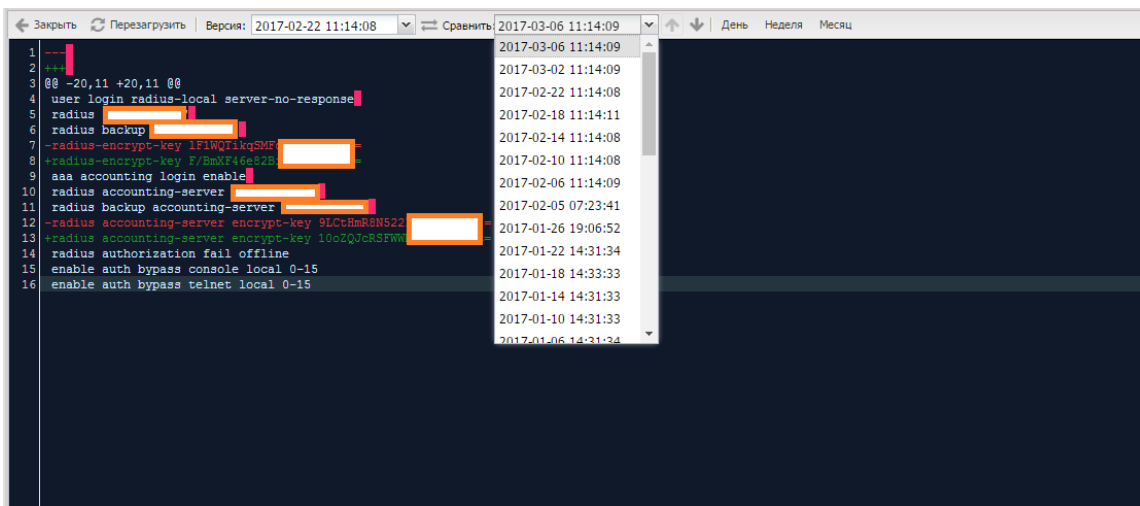 Закрыть Перезагрузить Версия: 2017-02-22 11:14:08 Сравнить: 2017-03-06 11:14:09 День Неделя Месяц
1 ---
2 +++
3 @@ -20,11 +20,11 @@
4 user login radius-local server-no-response
5 radius
6 radius backup
7 -radius-encrypt-key
8 +radius-encrypt-key
9 aaa accounting login enable
10 radius accounting-server
11 radius backup accounting-server
12 -radius accounting-server encrypt-key
13 +radius accounting-server encrypt-key
14 radius authorization fail offline
15 enable auth bypass console local 0-15
16 enable auth bypass telnet local 0-15
2017-03-06 11:14:09
2017-03-02 11:14:09
2017-02-22 11:14:08
2017-02-18 11:14:11
2017-02-14 11:14:08
2017-02-10 11:14:08
2017-02-06 11:14:09
2017-02-05 07:23:41
2017-01-26 19:06:52
2017-01-22 14:31:34
2017-01-18 14:33:33
2017-01-14 14:31:33
2017-01-10 14:31:33
2017-01-06 14:31:34